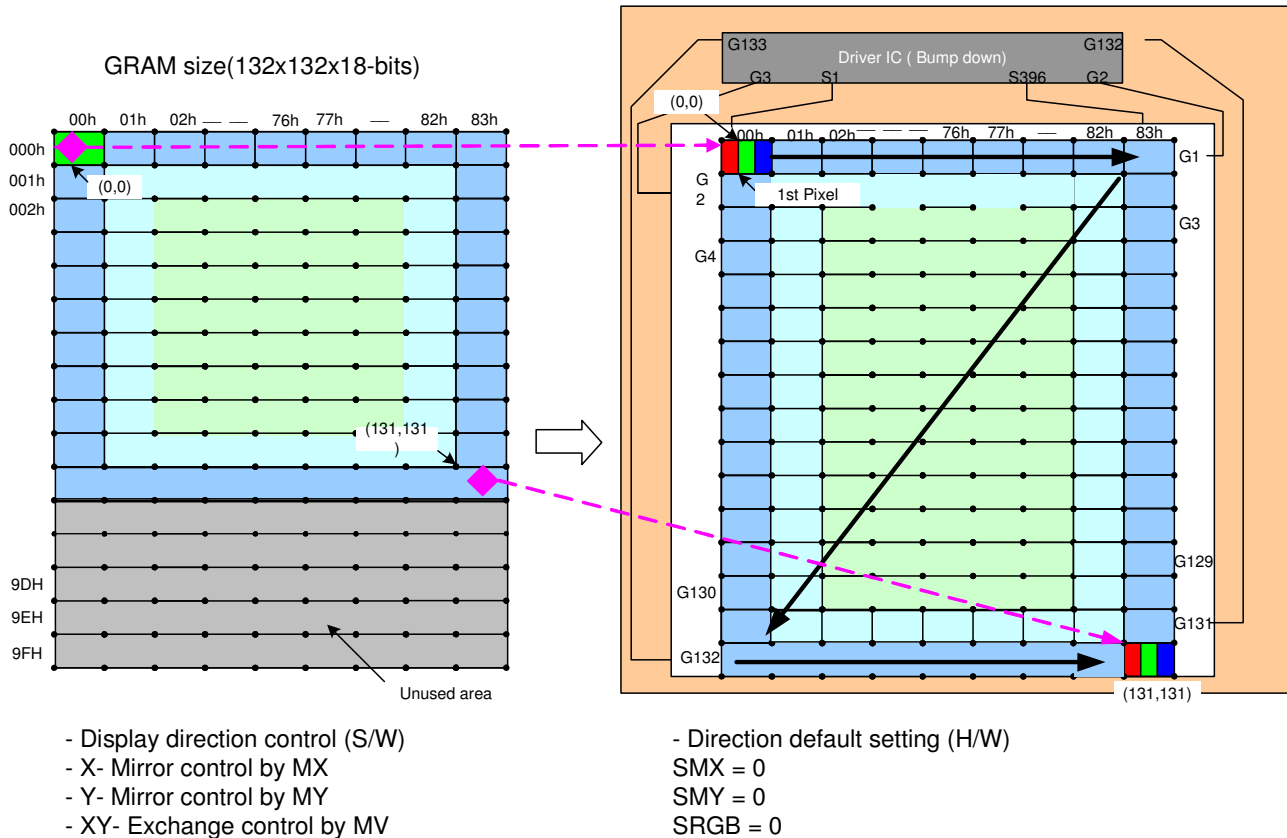 GRAM size(132x132x18-bits)
00h 01h 02h 76h 77h 82h 83h
000h
001h
002h
(0,0)
(131,131
)
9DH
9EH
9FH
Unused area
G133 G132
Driver IC ( Bump down)
G3 S1 S396 G2
(0,0)
00h 01h 02h 76h 77h 82h 83h
G1
G
2
1st Pixel
G3
G4
G129
G130
G131
G132
(131,131)
- Display direction control (S/W)
- X- Mirror control by MX
- Y- Mirror control by MY
- XY- Exchange control by MV
- Direction default setting (H/W)
SMX = 0
SMY = 0
SRGB = 0